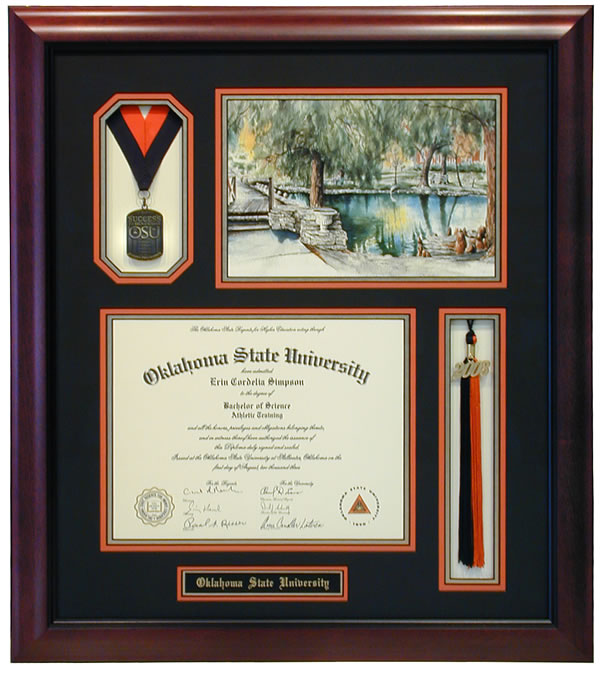 SUCCESS
OSU
The Oklahoma State Regents for Higher Education acting through
Oklahoma State University
have admitted
Erin Cordelia Simpson
to the degree of
Bachelor of Science
Athletic Training
and all the honors, privileges and obligations belonging thereto,
and in witness thereof have authorized the issuance of
this Diploma duly signed and sealed.
Issued at the Oklahoma State University at Stillwater, Oklahoma on the
first day of August, two thousand three
For the Regents
For the University
OKLAHOMA STATE UNIVERSITY
1890
2003
Oklahoma State University